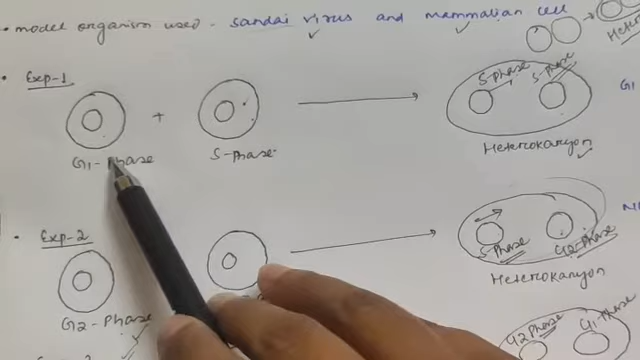 • model organism used - sandai virus and mammalian cell
• Exp-1
+
G1-Phase
S-Phase
S-Phase
S-Phase
Heterokaryon
G1
• Exp-2
G2-Phase
S-Phase
G2-Phase
Heterokaryon
G2 Phase
G1-Phase